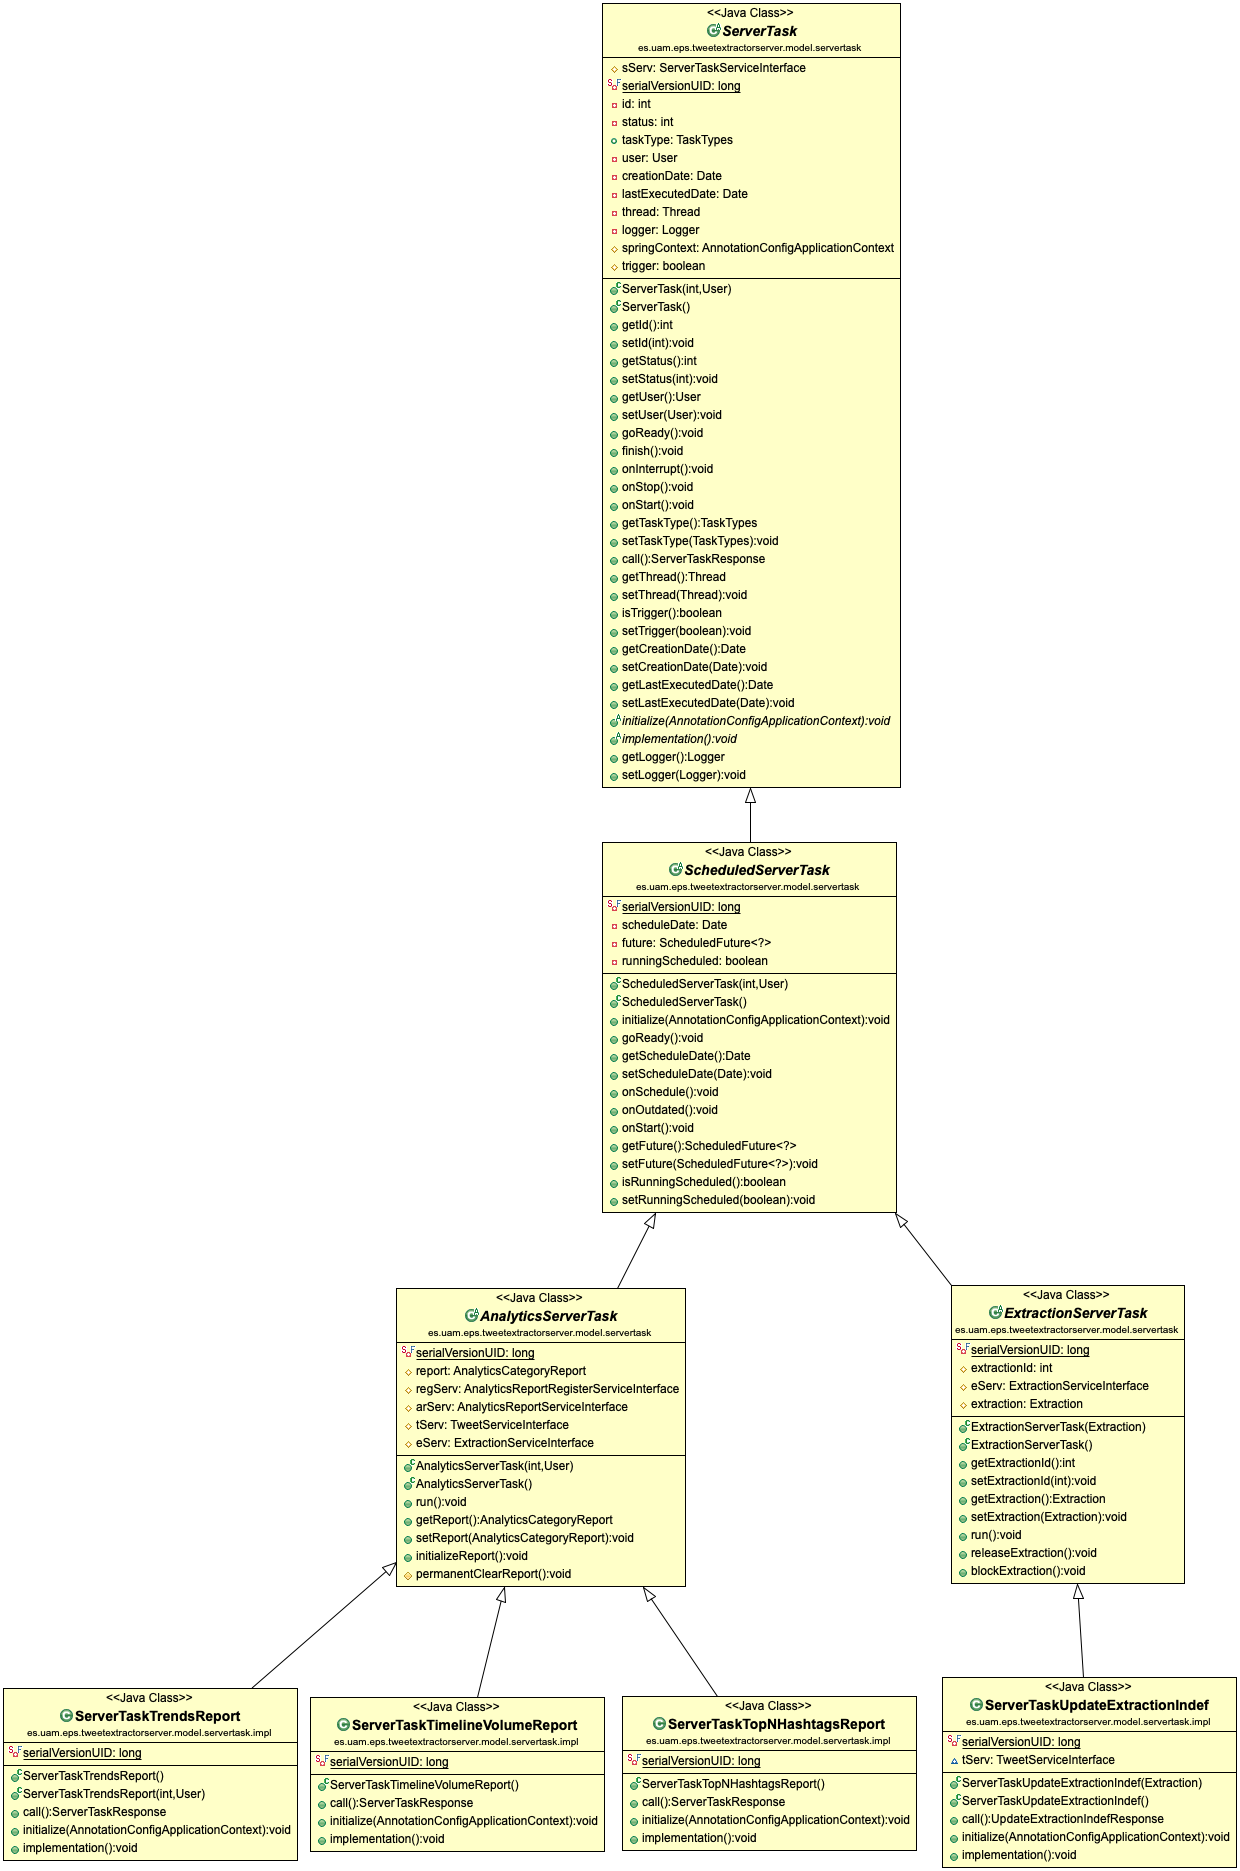 <<Java Class>>
ServerTask
es.uam.eps.tweetextractorserver.model.servertask
sServ: ServerTaskServiceInterface
serialVersionUID: long
id: int
status: int
taskType: TaskTypes
user: User
creationDate: Date
lastExecutedDate: Date
thread: Thread
logger: Logger
springContext: AnnotationConfigApplicationContext
trigger: boolean
ServerTask(int,User)
ServerTask()
getId():int
setId(int):void
getStatus():int
setStatus(int):void
getUser():User
setUser(User):void
goReady():void
finish():void
onInterrupt():void
onStop():void
onStart():void
getTaskType():TaskTypes
setTaskType(TaskTypes):void
call():ServerTaskResponse
getThread():Thread
setThread(Thread):void
isTrigger():boolean
setTrigger(boolean):void
getCreationDate():Date
setCreationDate(Date):void
getLastExecutedDate():Date
setLastExecutedDate(Date):void
initialize(AnnotationConfigApplicationContext):void
implementation():void
getLogger():Logger
setLogger(Logger):void
<<Java Class>>
ScheduledServerTask
es.uam.eps.tweetextractorserver.model.servertask
serialVersionUID: long
scheduleDate: Date
future: ScheduledFuture<?>
runningScheduled: boolean
ScheduledServerTask(int,User)
ScheduledServerTask()
initialize(AnnotationConfigApplicationContext):void
goReady():void
getScheduleDate():Date
setScheduleDate(Date):void
onSchedule():void
onOutdated():void
onStart():void
getFuture():ScheduledFuture<?>
setFuture(ScheduledFuture<?>):void
isRunningScheduled():boolean
setRunningScheduled(boolean):void
<<Java Class>>
AnalyticsServerTask
es.uam.eps.tweetextractorserver.model.servertask
serialVersionUID: long
report: AnalyticsCategoryReport
regServ: AnalyticsReportRegisterServiceInterface
arServ: AnalyticsReportServiceInterface
tServ: TweetServiceInterface
eServ: ExtractionServiceInterface
AnalyticsServerTask(int,User)
AnalyticsServerTask()
run():void
getReport():AnalyticsCategoryReport
setReport(AnalyticsCategoryReport):void
initializeReport():void
permanentClearReport():void
<<Java Class>>
ExtractionServerTask
es.uam.eps.tweetextractorserver.model.servertask
serialVersionUID: long
extractionId: int
eServ: ExtractionServiceInterface
extraction: Extraction
ExtractionServerTask(Extraction)
ExtractionServerTask()
getExtractionId():int
setExtractionId(int):void
getExtraction():Extraction
setExtraction(Extraction):void
run():void
releaseExtraction():void
blockExtraction():void
<<Java Class>>
ServerTaskTrendsReport
es.uam.eps.tweetextractorserver.model.servertask.impl
serialVersionUID: long
ServerTaskTrendsReport()
ServerTaskTrendsReport(int,User)
call():ServerTaskResponse
initialize(AnnotationConfigApplicationContext):void
implementation():void
<<Java Class>>
ServerTaskTimelineVolumeReport
es.uam.eps.tweetextractorserver.model.servertask.impl
serialVersionUID: long
ServerTaskTimelineVolumeReport()
call():ServerTaskResponse
initialize(AnnotationConfigApplicationContext):void
implementation():void
<<Java Class>>
ServerTaskTopNHashtagsReport
es.uam.eps.tweetextractorserver.model.servertask.impl
serialVersionUID: long
ServerTaskTopNHashtagsReport()
call():ServerTaskResponse
initialize(AnnotationConfigApplicationContext):void
implementation():void
<<Java Class>>
ServerTaskUpdateExtractionIndef
es.uam.eps.tweetextractorserver.model.servertask.impl
serialVersionUID: long
tServ: TweetServiceInterface
ServerTaskUpdateExtractionIndef(Extraction)
ServerTaskUpdateExtractionIndef()
call():UpdateExtractionIndefResponse
initialize(AnnotationConfigApplicationContext):void
implementation():void